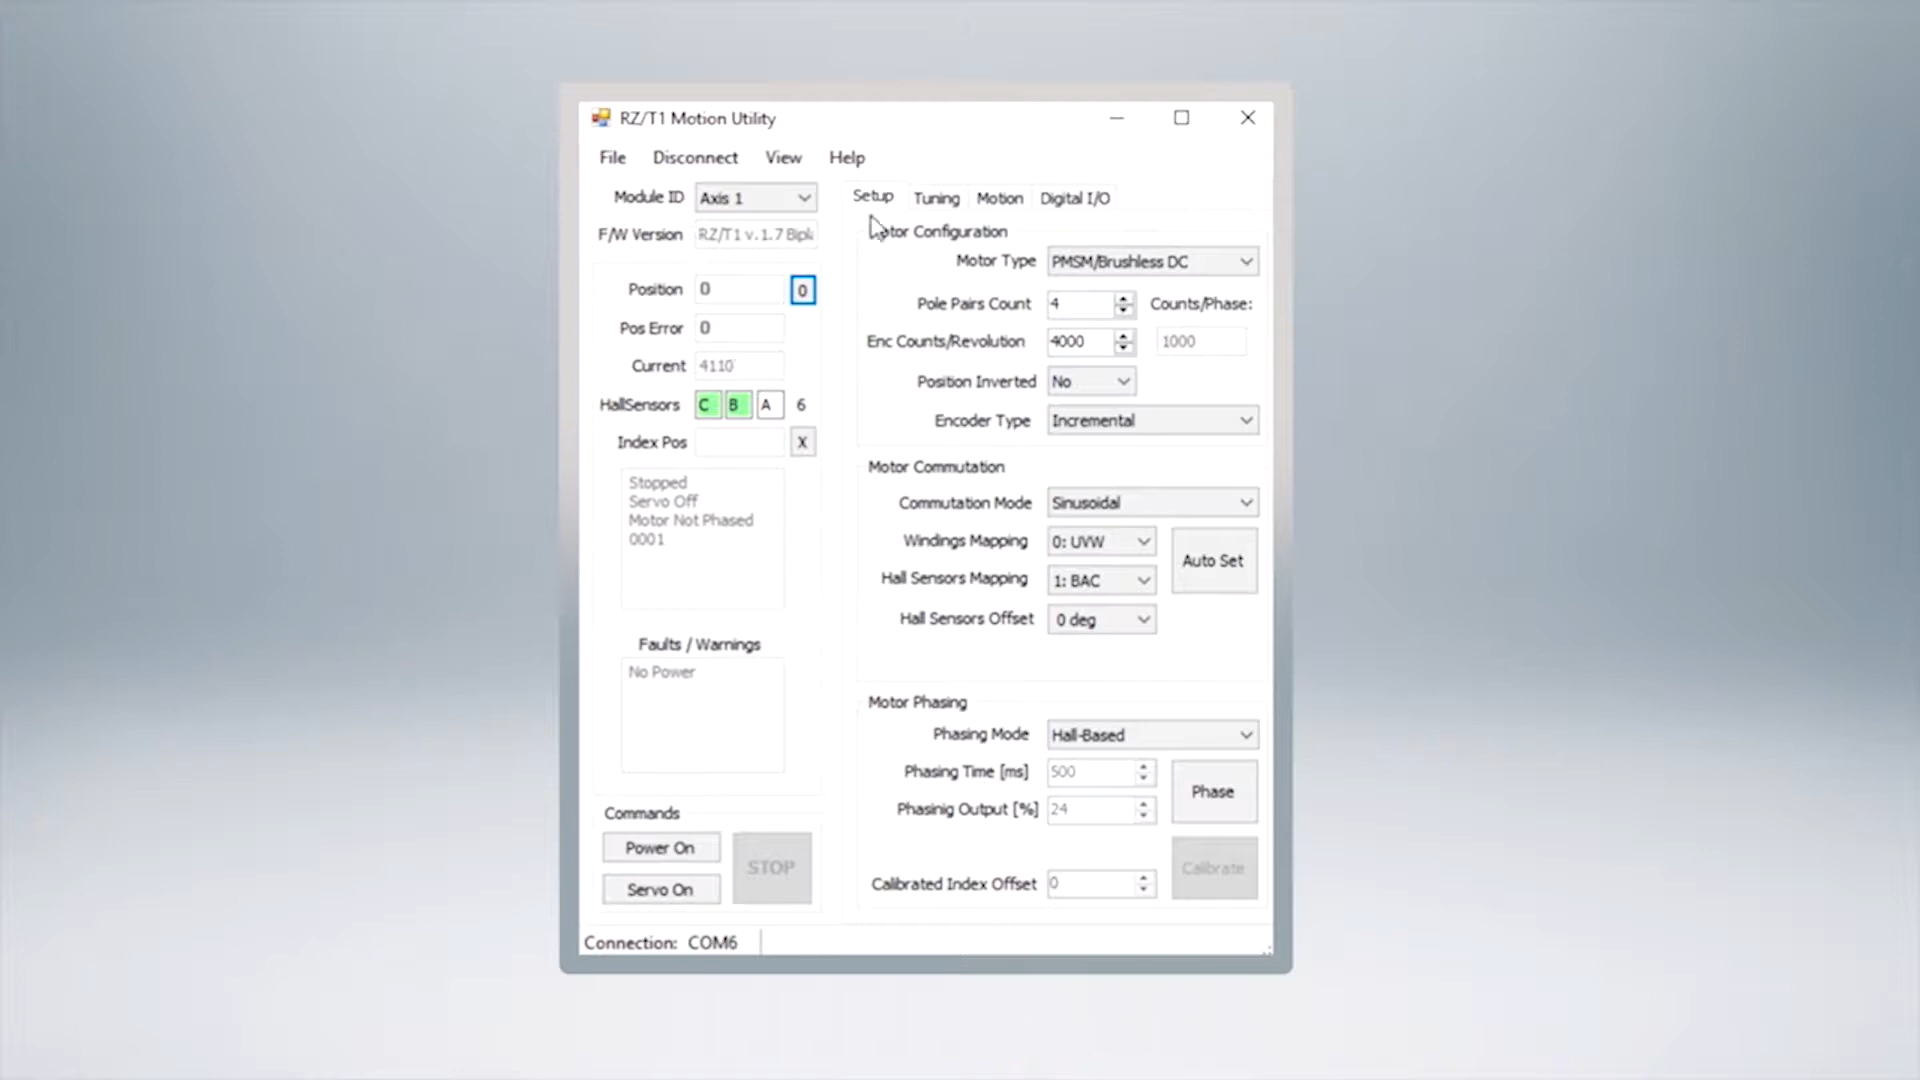 RZ/T1 Motion Utility
File Disconnect View Help
Module ID Axis 1
F/W Version RZ/T1 v.1.7
Position 0 0
Pos Error 0
Current 4110
HallSensors C B A 6
Index Pos X
Stopped
Servo Off
Motor Not Phased
0001
Faults / Warnings
No Power
Commands
Power On
STOP
Servo On
Setup Tuning Motion Digital I/O
Configuration
Motor Type PMSM/Brushless DC
Pole Pairs Count 4 Counts/Phase:
Enc Counts/Revolution 4000 1000
Position Inverted No
Encoder Type Incremental
Motor Commutation
Commutation Mode Sinusoidal
Windings Mapping 0: UVW
Auto Set
Hall Sensors Mapping 1: BAC
Hall Sensors Offset 0 deg
Motor Phasing
Phasing Mode Hall-Based
Phasing Time [ms] 500
Phase
Phasinig Output [%] 24
Calibrate
Calibrated Index Offset 0
Connection: COM6